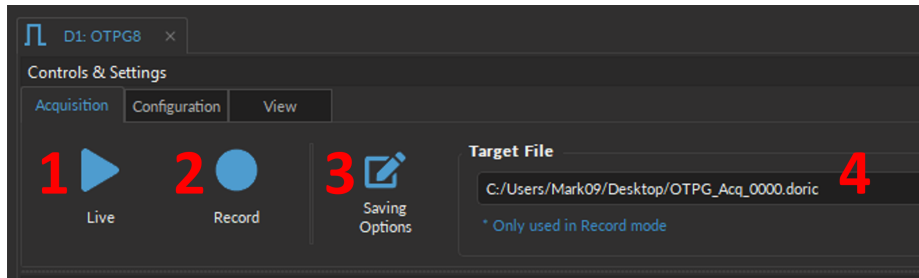 D1: OTPG8 ×
Controls & Settings
Acquisition Configuration View
1 2 3 4
Live
Record
Saving
Options
Target File
C:/Users/Mark09/Desktop/OTPG_Acq_0000.doric
* Only used in Record mode